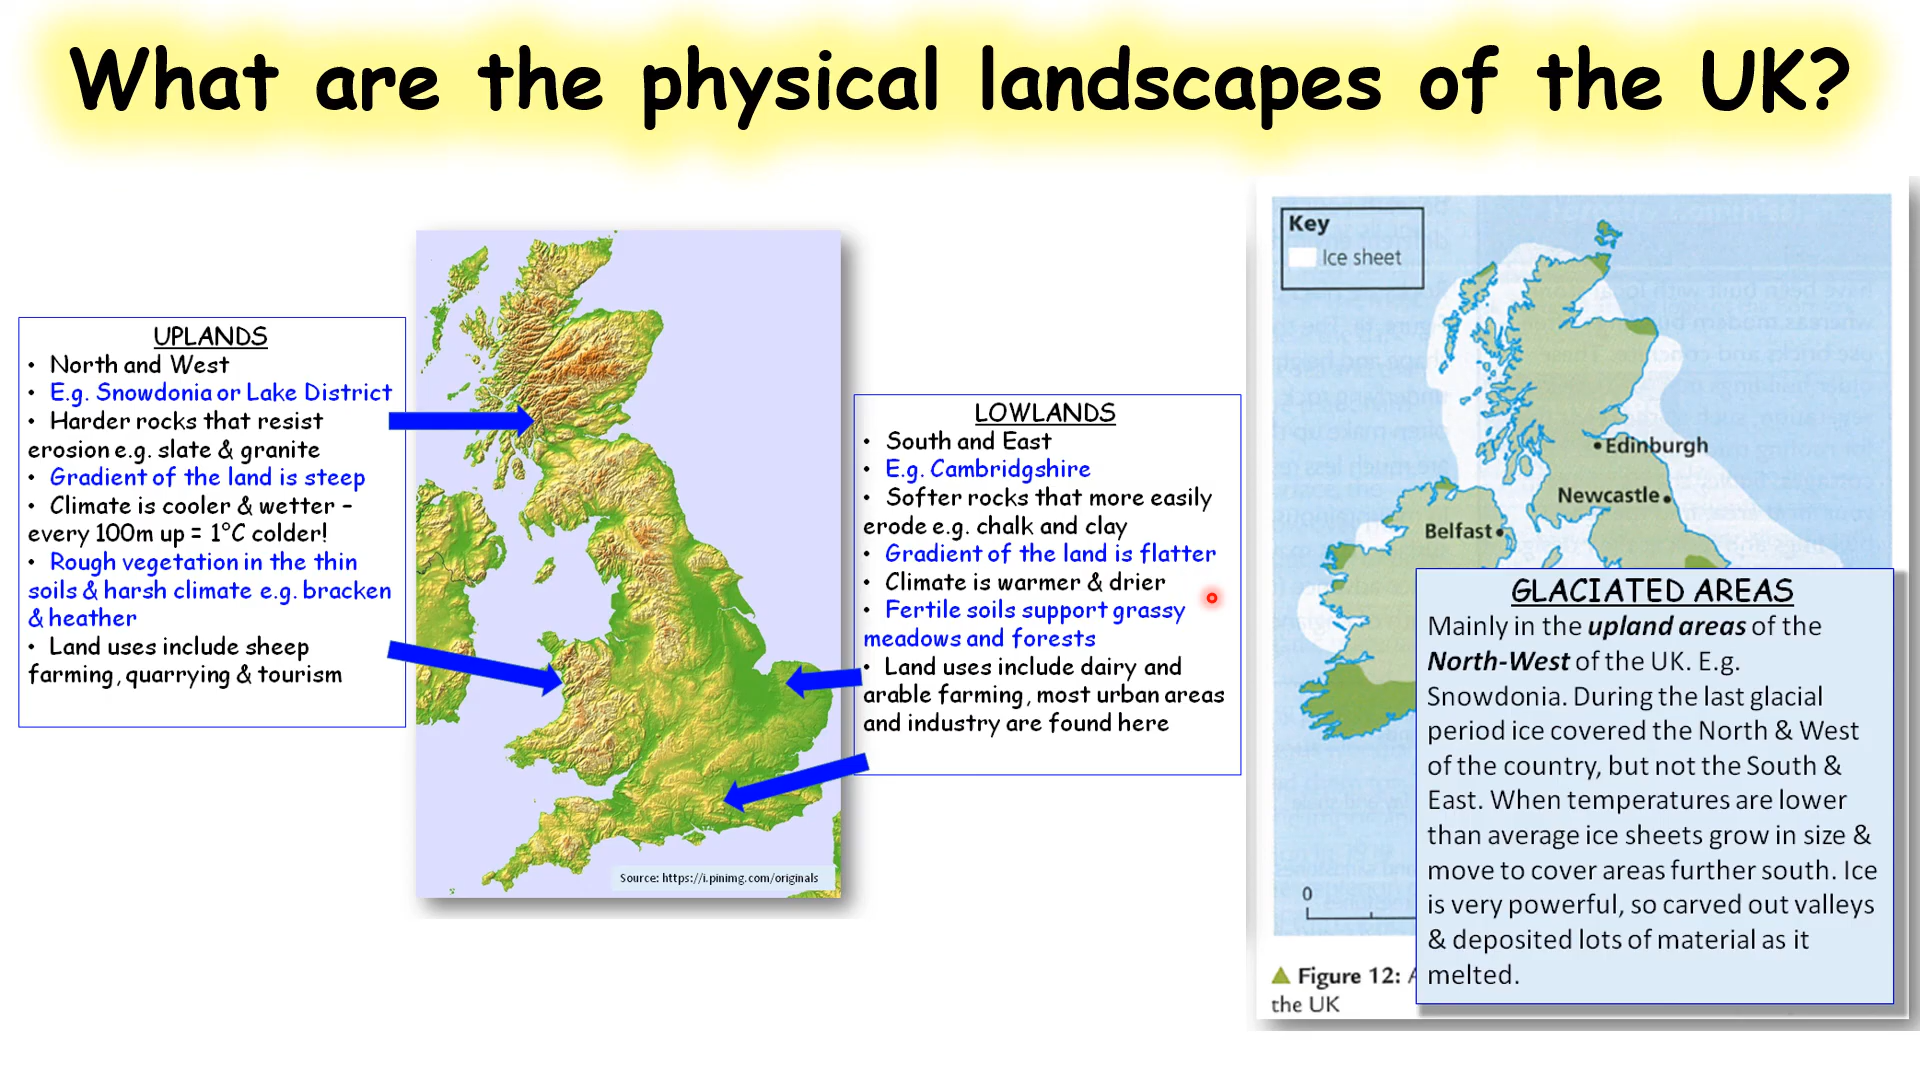 What are the physical landscapes of the UK?
UPLANDS
• North and West
• E.g. Snowdonia or Lake District
• Harder rocks that resist
erosion e.g. slate & granite
• Gradient of the land is steep
• Climate is cooler & wetter –
every 100m up = 1°C colder!
• Rough vegetation in the thin
soils & harsh climate e.g. bracken
& heather
• Land uses include sheep
farming, quarrying & tourism
Source: https://i.pinimg.com/originals
LOWLANDS
• South and East
• E.g. Cambridgshire
• Softer rocks that more easily
erode e.g. chalk and clay
• Gradient of the land is flatter
• Climate is warmer & drier
• Fertile soils support grassy
meadows and forests
• Land uses include dairy and
arable farming, most urban areas
and industry are found here
Key
Ice sheet
Edinburgh
Newcastle
Belfast
GLACIATED AREAS
Mainly in the upland areas of the
North-West of the UK. E.g.
Snowdonia. During the last glacial
period ice covered the North & West
of the country, but not the South &
East. When temperatures are lower
than average ice sheets grow in size &
move to cover areas further south. Ice
is very powerful, so carved out valleys
& deposited lots of material as it
melted.
0
Figure 12:
the UK